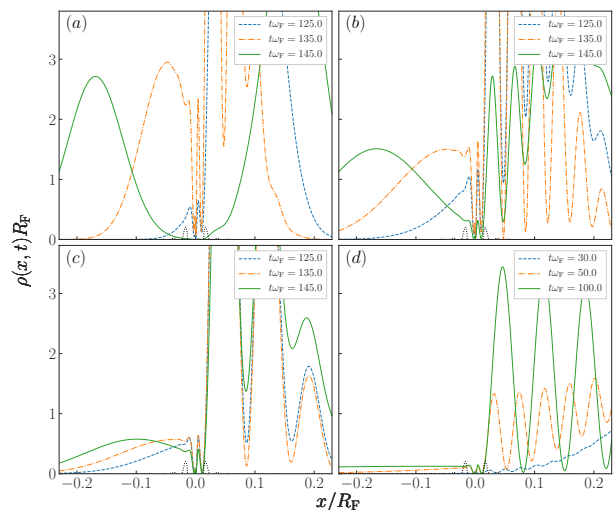 (a)
tω_F = 125.0
tω_F = 135.0
tω_F = 145.0
(b)
tω_F = 125.0
tω_F = 135.0
tω_F = 145.0
3
2
1
0
(c)
tω_F = 125.0
tω_F = 135.0
tω_F = 145.0
(d)
tω_F = 30.0
tω_F = 50.0
tω_F = 100.0
3
2
1
0
−0.2 −0.1 0.0 0.1 0.2
−0.2 −0.1 0.0 0.1 0.2
ρ(x, t)R_F
x/R_F